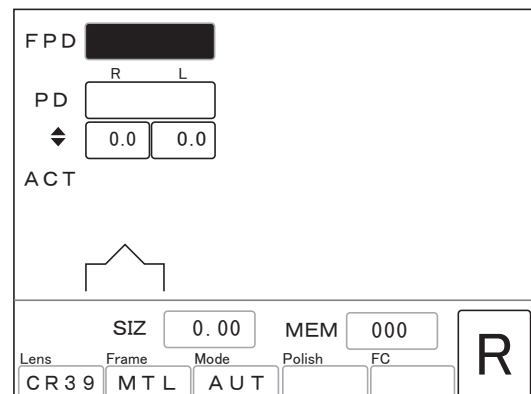 FPD
R L
PD
0.0 0.0
ACT
SIZ 0.00 MEM 000
R
Lens Frame Mode Polish FC
CR39 MTL AUT